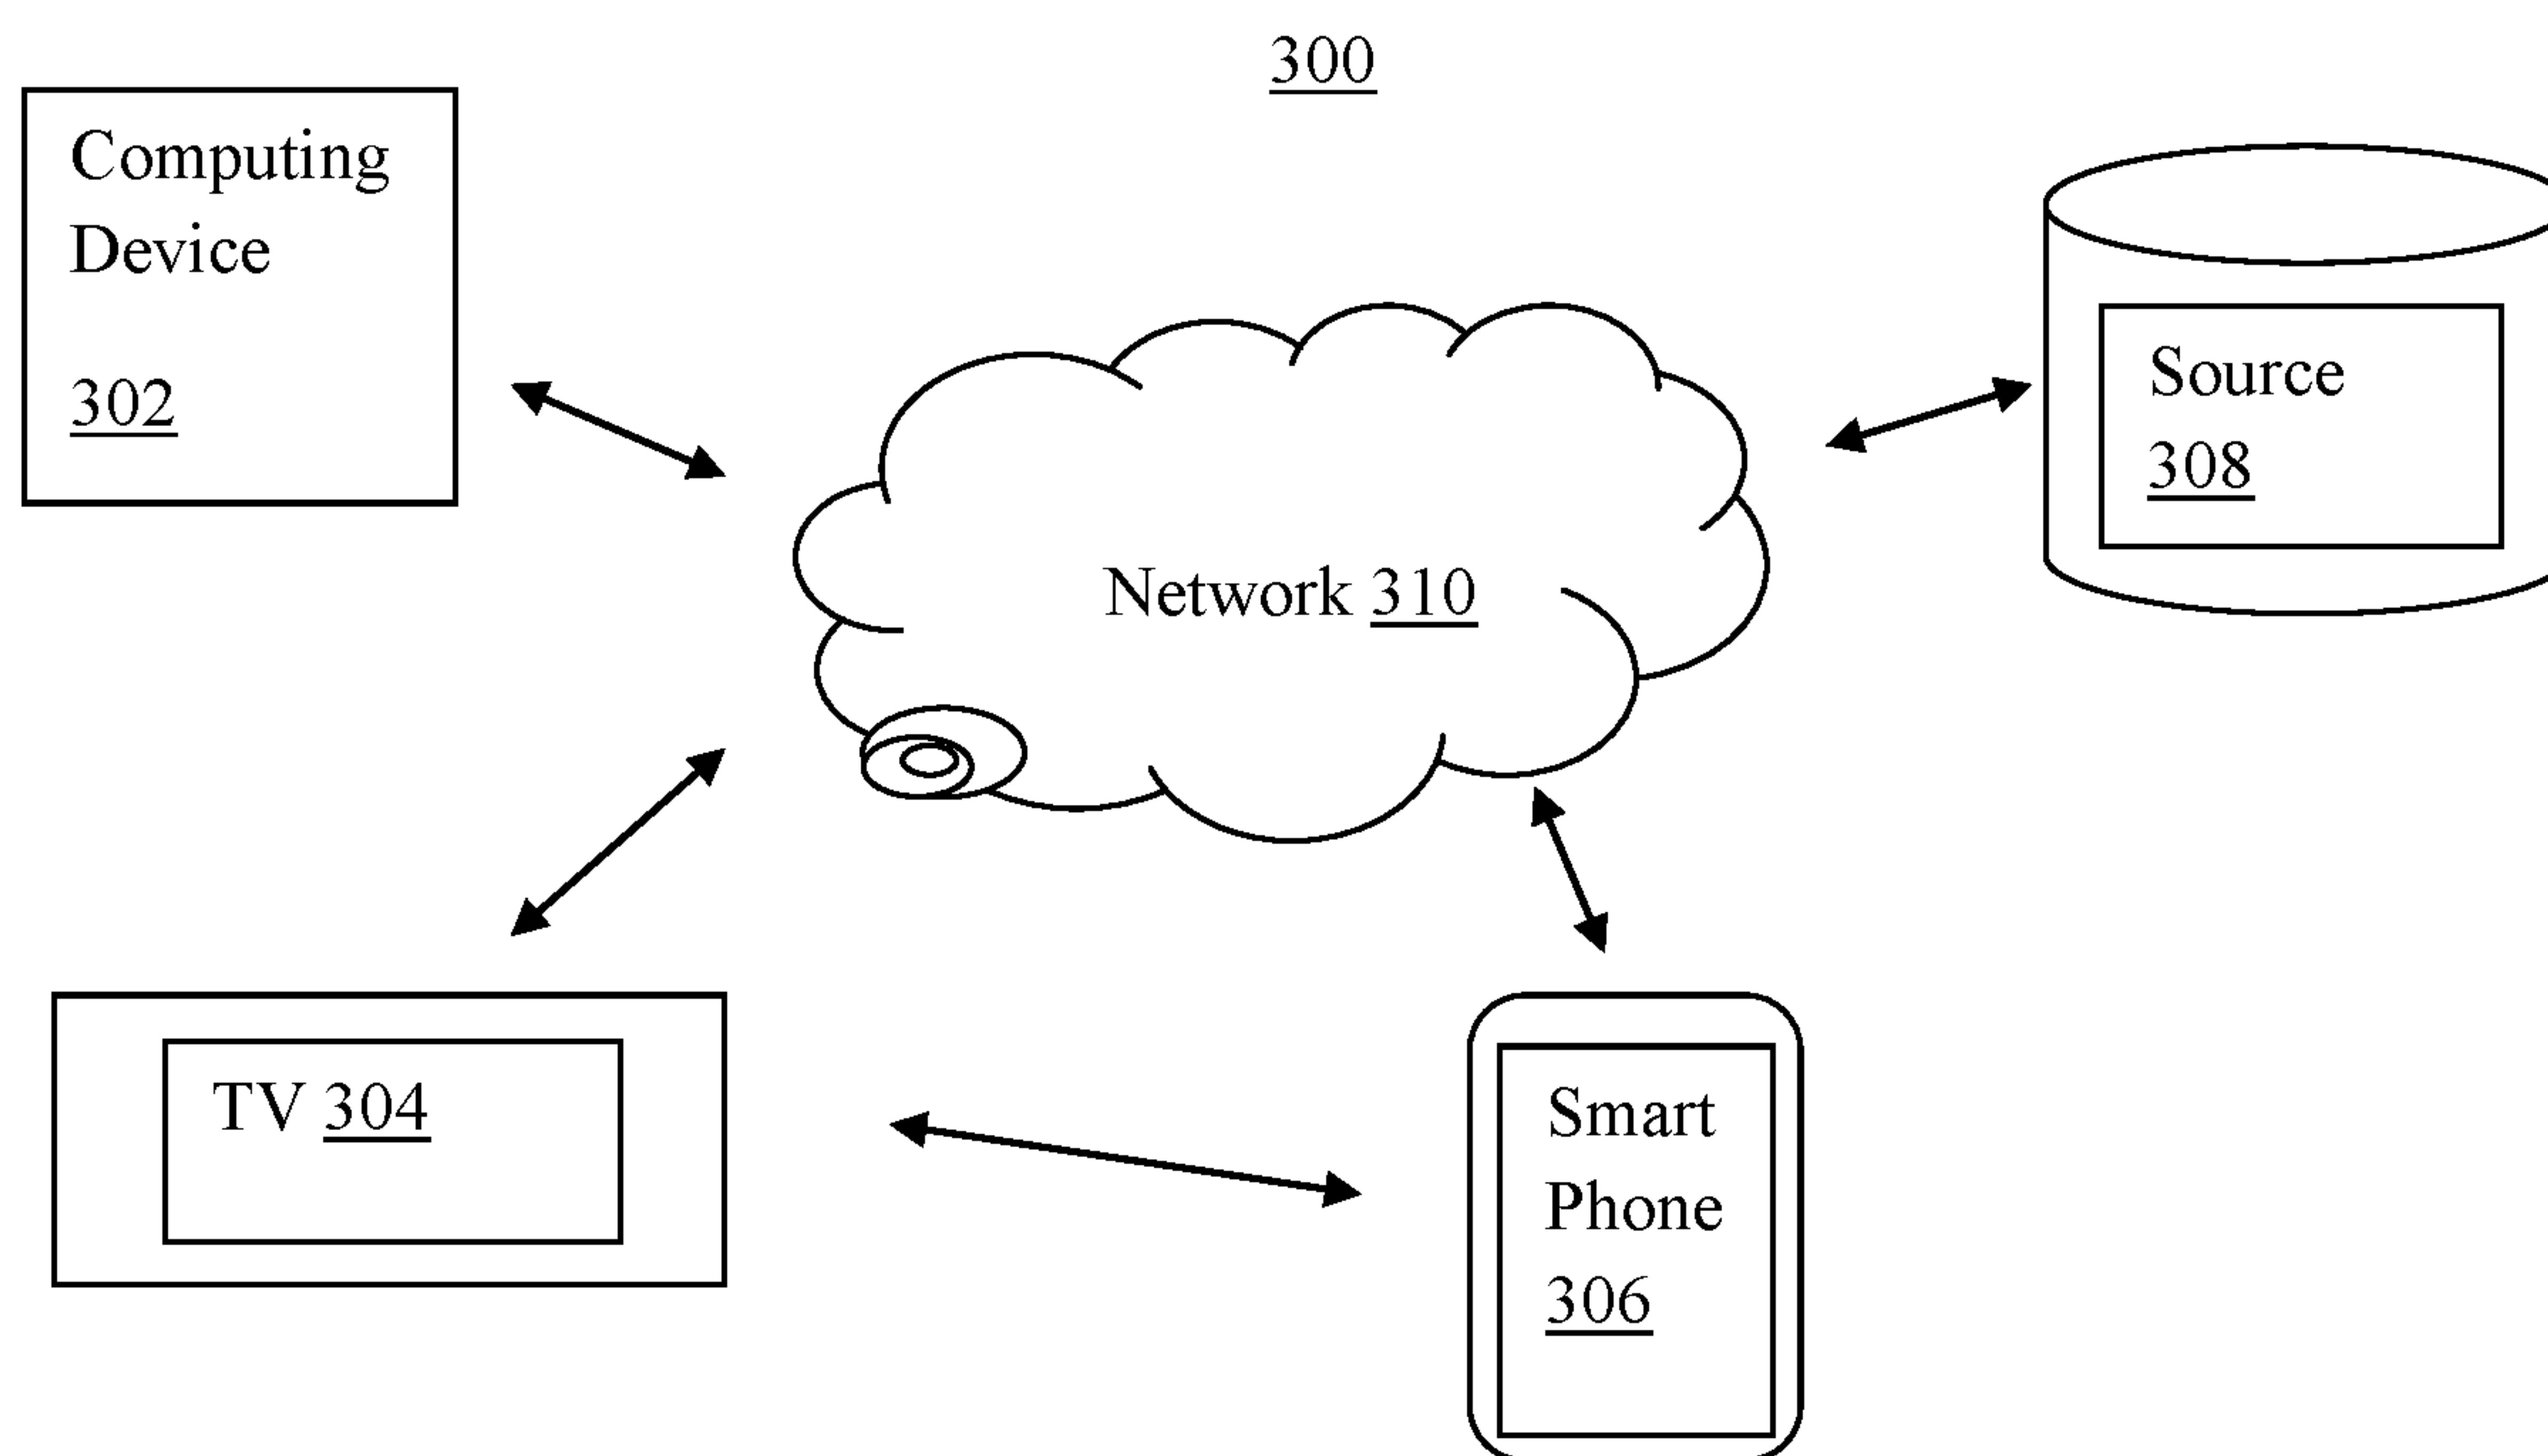 300
Computing
Device
302
Source
308
Network 310
TV 304
Smart
Phone
306